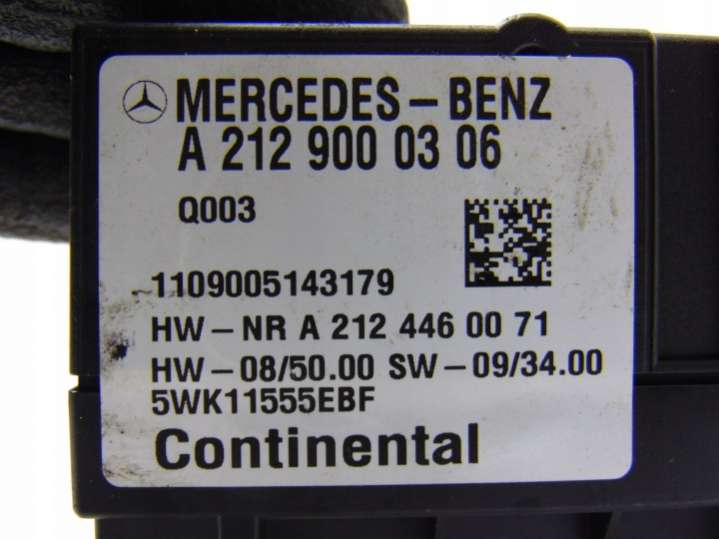 MERCEDES-BENZ
A 212 900 03 06
Q003
1109005143179
HW-NR A 212 446 00 71
HW-08/50.00 SW-09/34.00
5WK11555EBF
Continental